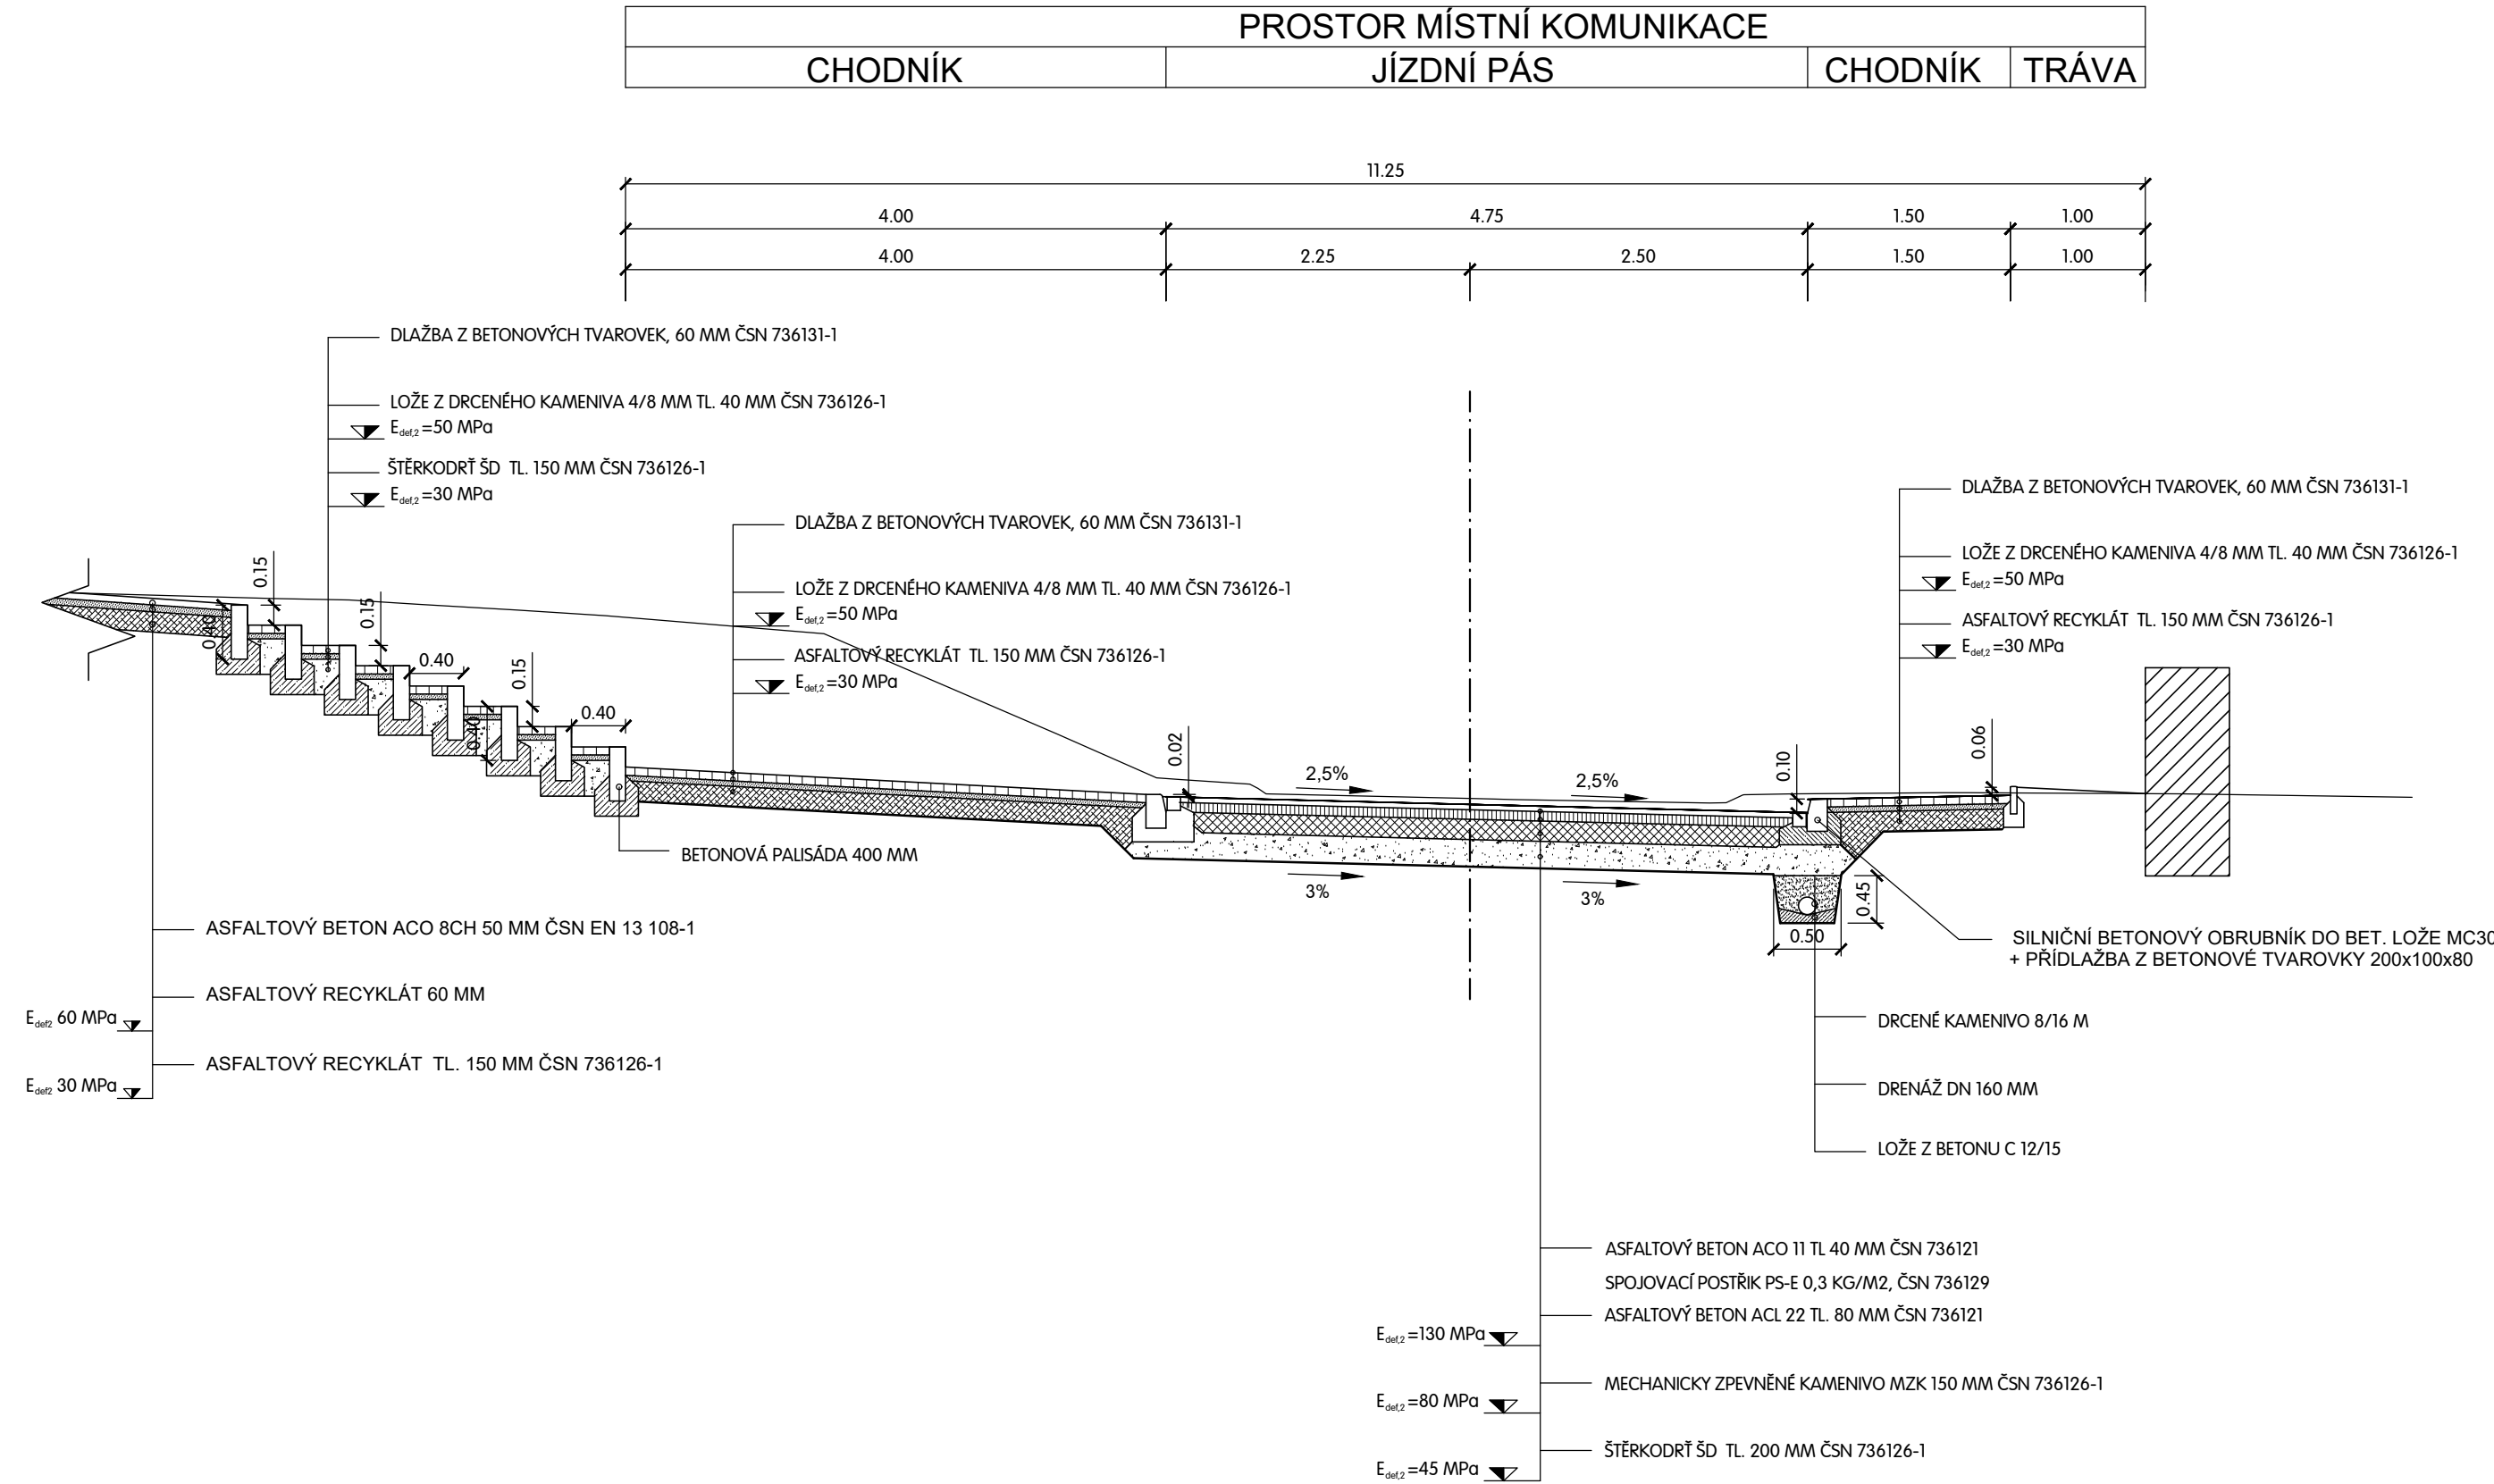 PROSTOR MÍSTNÍ KOMUNIKACE
CHODNÍK
JÍZDNÍ PÁS
CHODNÍK
TRÁVA
11.25
4.00
4.75
1.50
1.00
4.00
2.25
2.50
1.50
1.00
DLAŽBA Z BETONOVÝCH TVAROVEK, 60 MM ČSN 736131-1
LOŽE Z DRCENÉHO KAMENIVA 4/8 MM TL. 40 MM ČSN 736126-1
Edef,2 =50 MPa
ŠTĚRKODRŤ ŠD TL. 150 MM ČSN 736126-1
Edef,2 =30 MPa
DLAŽBA Z BETONOVÝCH TVAROVEK, 60 MM ČSN 736131-1
LOŽE Z DRCENÉHO KAMENIVA 4/8 MM TL. 40 MM ČSN 736126-1
Edef,2 =50 MPa
ASFALTOVÝ RECYKLÁT TL. 150 MM ČSN 736126-1
Edef,2 =30 MPa
DLAŽBA Z BETONOVÝCH TVAROVEK, 60 MM ČSN 736131-1
LOŽE Z DRCENÉHO KAMENIVA 4/8 MM TL. 40 MM ČSN 736126-1
Edef,2 =50 MPa
ASFALTOVÝ RECYKLÁT TL. 150 MM ČSN 736126-1
Edef,2 =30 MPa
0.15
0.40
0.15
0.40
0.15
0.40
0.40
0.02
2,5%
2,5%
0.10
0.06
3%
3%
0.45
0.50
BETONOVÁ PALISÁDA 400 MM
ASFALTOVÝ BETON ACO 8CH 50 MM ČSN EN 13 108-1
ASFALTOVÝ RECYKLÁT 60 MM
Edef2 60 MPa
ASFALTOVÝ RECYKLÁT TL. 150 MM ČSN 736126-1
Edef2 30 MPa
SILNIČNÍ BETONOVÝ OBRUBNÍK DO BET. LOŽE MC30
+ PŘÍDLAŽBA Z BETONOVÉ TVAROVKY 200x100x80
DRCENÉ KAMENIVO 8/16 M
DRENÁŽ DN 160 MM
LOŽE Z BETONU C 12/15
ASFALTOVÝ BETON ACO 11 TL 40 MM ČSN 736121
SPOJOVACÍ POSTŘIK PS-E 0,3 KG/M2, ČSN 736129
ASFALTOVÝ BETON ACL 22 TL. 80 MM ČSN 736121
Edef,2 =130 MPa
MECHANICKY ZPEVNĚNÉ KAMENIVO MZK 150 MM ČSN 736126-1
Edef,2 =80 MPa
ŠTĚRKODRŤ ŠD TL. 200 MM ČSN 736126-1
Edef,2 =45 MPa